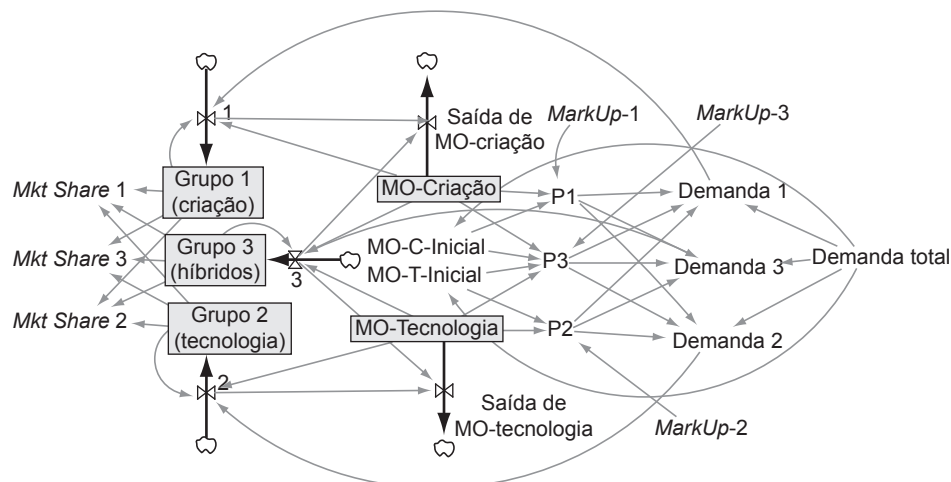 1
Saída de
MO-criação
MarkUp-1
MarkUp-3
Mkt Share 1
Grupo 1
(criação)
MO-Criação
P1
Demanda 1
Mkt Share 3
Grupo 3
(híbridos)
3
MO-C-Inicial
MO-T-Inicial
P3
Demanda 3
Demanda total
Mkt Share 2
Grupo 2
(tecnologia)
MO-Tecnologia
P2
Demanda 2
2
Saída de
MO-tecnologia
MarkUp-2